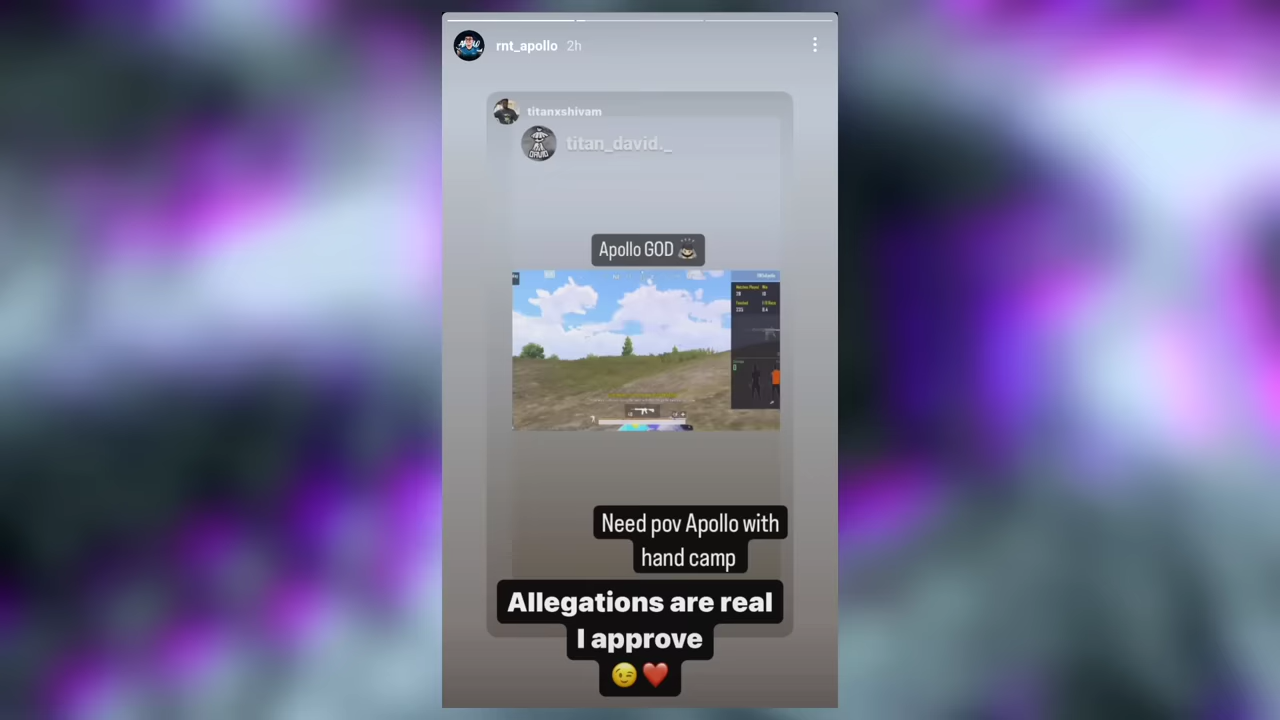 rnt_apollo 2h
titanxshivam
titan_david._
Apollo GOD
Need pov Apollo with
hand camp
Allegations are real
I approve
😉❤️